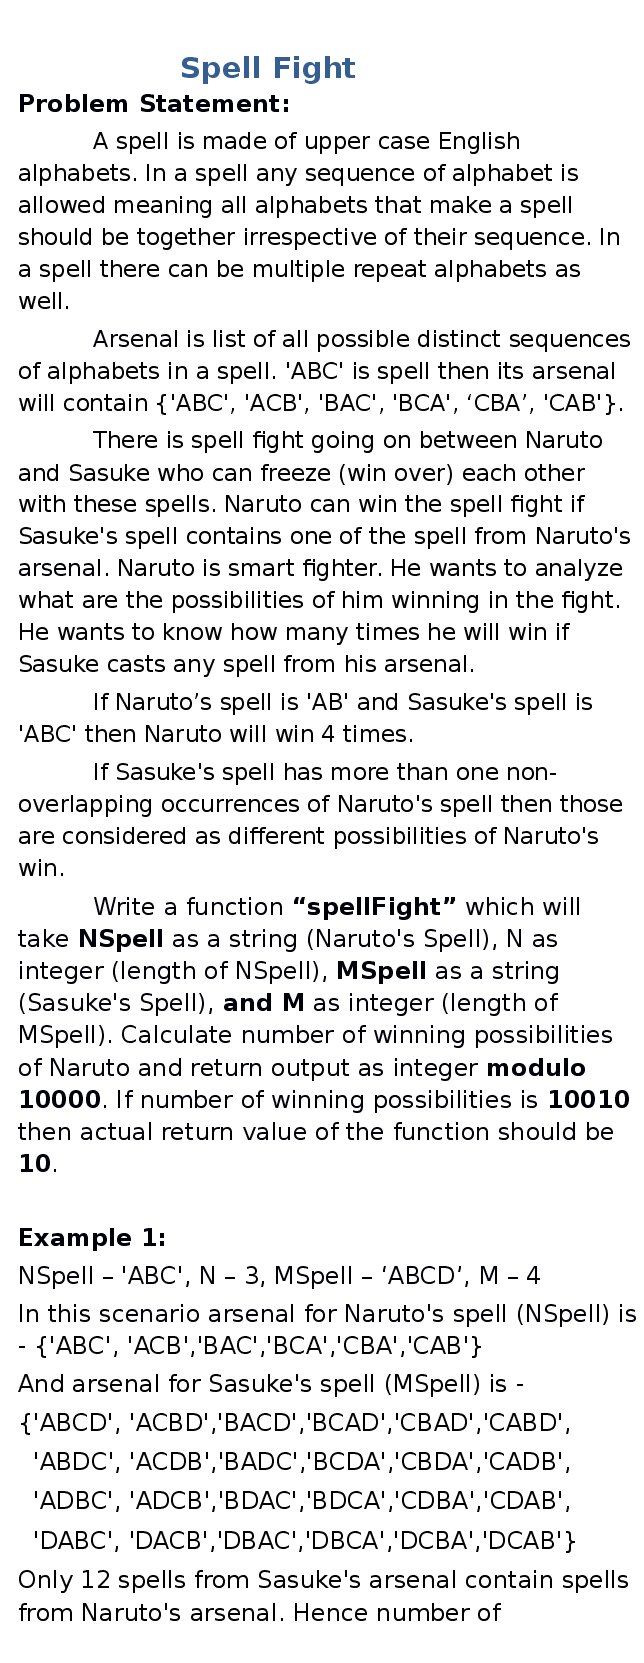 Spell Fight
Problem Statement:
A spell is made of upper case English
alphabets. In a spell any sequence of alphabet is
allowed meaning all alphabets that make a spell
should be together irrespective of their sequence. In
a spell there can be multiple repeat alphabets as
well.
Arsenal is list of all possible distinct sequences
of alphabets in a spell. 'ABC' is spell then its arsenal
will contain {'ABC', 'ACB', 'BAC', 'BCA', ‘CBA’, 'CAB'}.
There is spell fight going on between Naruto
and Sasuke who can freeze (win over) each other
with these spells. Naruto can win the spell fight if
Sasuke's spell contains one of the spell from Naruto's
arsenal. Naruto is smart fighter. He wants to analyze
what are the possibilities of him winning in the fight.
He wants to know how many times he will win if
Sasuke casts any spell from his arsenal.
If Naruto’s spell is 'AB' and Sasuke's spell is
'ABC' then Naruto will win 4 times.
If Sasuke's spell has more than one non-
overlapping occurrences of Naruto's spell then those
are considered as different possibilities of Naruto's
win.
Write a function “spellFight” which will
take NSpell as a string (Naruto's Spell), N as
integer (length of NSpell), MSpell as a string
(Sasuke's Spell), and M as integer (length of
MSpell). Calculate number of winning possibilities
of Naruto and return output as integer modulo
10000. If number of winning possibilities is 10010
then actual return value of the function should be
10.
Example 1:
NSpell – 'ABC', N – 3, MSpell – ‘ABCD’, M – 4
In this scenario arsenal for Naruto's spell (NSpell) is
- {'ABC', 'ACB','BAC','BCA','CBA','CAB'}
And arsenal for Sasuke's spell (MSpell) is -
{'ABCD', 'ACBD','BACD','BCAD','CBAD','CABD',
'ABDC', 'ACDB','BADC','BCDA','CBDA','CADB',
'ADBC', 'ADCB','BDAC','BDCA','CDBA','CDAB',
'DABC', 'DACB','DBAC','DBCA','DCBA','DCAB'}
Only 12 spells from Sasuke's arsenal contain spells
from Naruto's arsenal. Hence number of